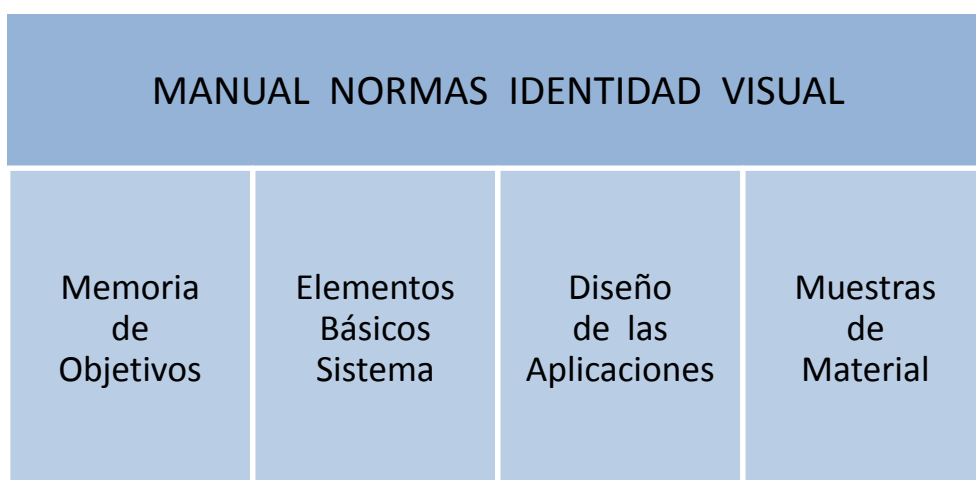 MANUAL NORMAS IDENTIDAD VISUAL
Memoria
de
Objetivos
Elementos
Básicos
Sistema
Diseño
de las
Aplicaciones
Muestras
de
Material